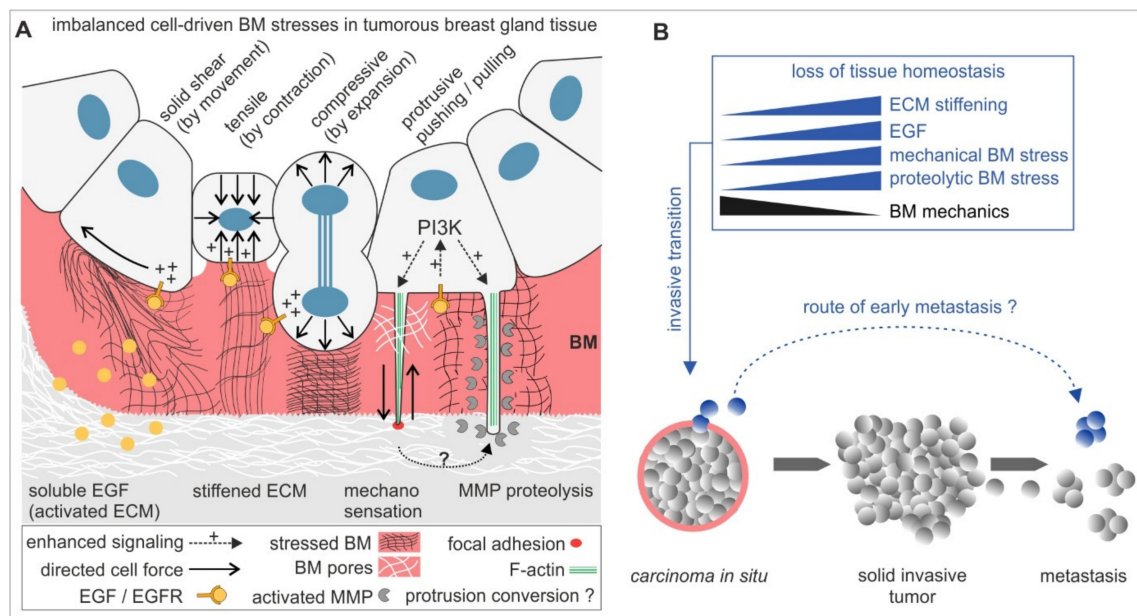 A
imbalanced cell-driven BM stresses in tumorous breast gland tissue
solid shear
(by movement)
tensile
(by contraction)
compressive
(by expansion)
protrusive
pushing / pulling
+ +
+ +
+
+
+
+ +
+ +
PI3K
+
+
+
BM
?
soluble EGF
(activated ECM)
stiffened ECM
mechano
sensation
MMP proteolysis
enhanced signaling
+
stressed BM
focal adhesion
directed cell force
BM pores
F-actin
EGF / EGFR
activated MMP
protrusion conversion ?
B
loss of tissue homeostasis
ECM stiffening
EGF
mechanical BM stress
proteolytic BM stress
BM mechanics
invasive transition
route of early metastasis ?
carcinoma in situ
solid invasive
tumor
metastasis